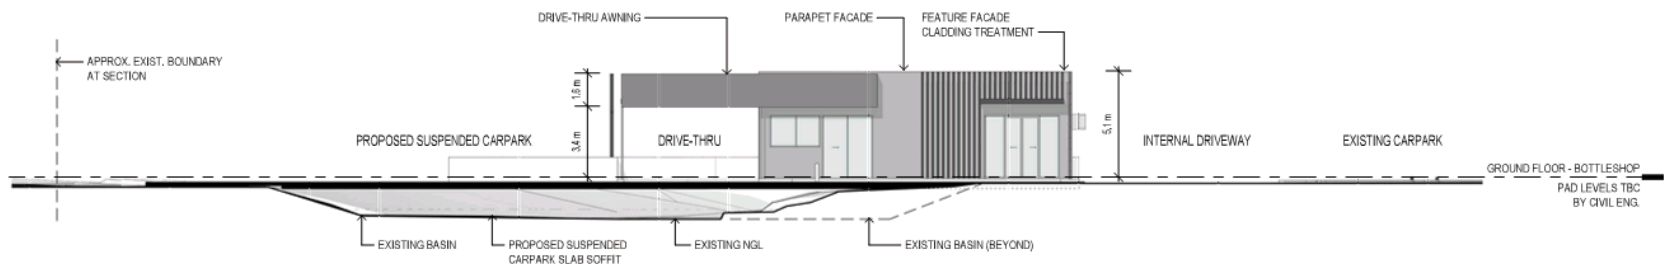 DRIVE-THRU AWNING
PARAPET FACADE
FEATURE FACADE
CLADDING TREATMENT
APPROX. EXIST. BOUNDARY
AT SECTION
1.6 m
3.4 m
5.1 m
PROPOSED SUSPENDED CARPARK
DRIVE-THRU
INTERNAL DRIVEWAY
EXISTING CARPARK
GROUND FLOOR - BOTTLESHOP
PAD LEVELS TBC
BY CIVIL ENG.
EXISTING BASIN
PROPOSED SUSPENDED
CARPARK SLAB SOFFIT
EXISTING NGL
EXISTING BASIN (BEYOND)